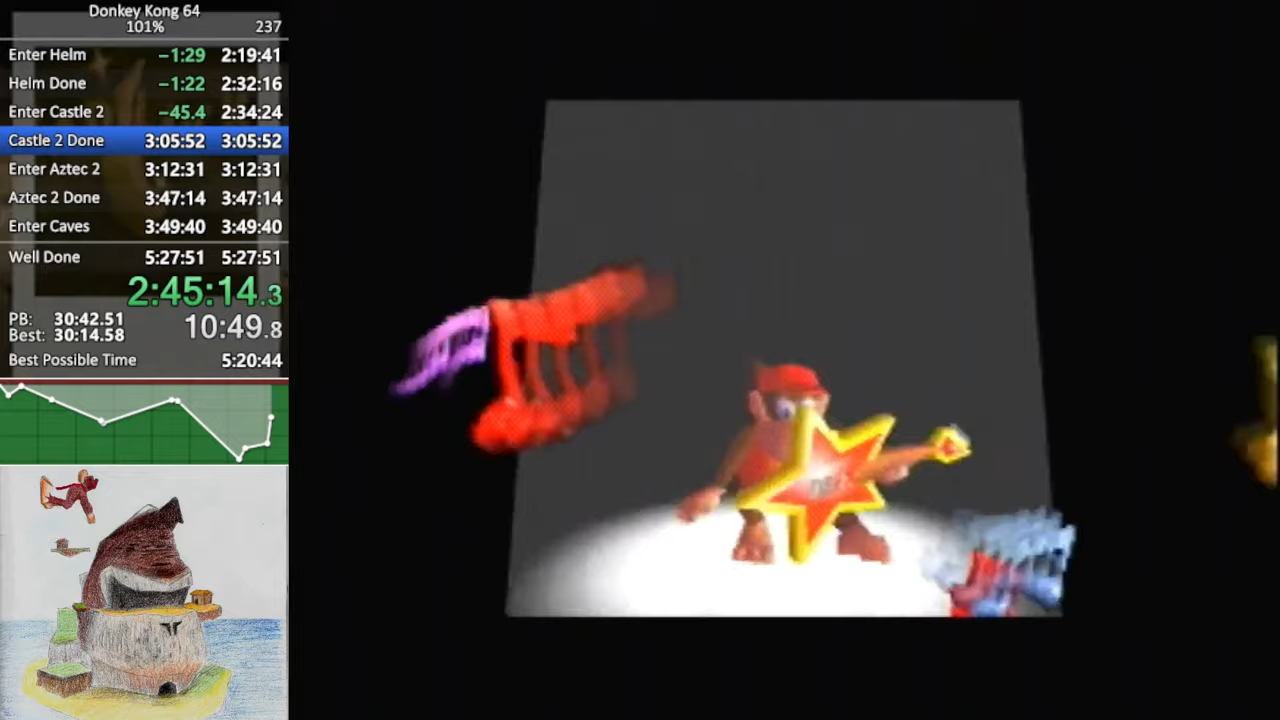 Donkey Kong 64
101% 237
Enter Helm −1:29 2:19:41
Helm Done −1:22 2:32:16
Enter Castle 2 −45.4 2:34:24
Castle 2 Done 3:05:52 3:05:52
Enter Aztec 2 3:12:31 3:12:31
Aztec 2 Done 3:47:14 3:47:14
Enter Caves 3:49:40 3:49:40
Well Done 5:27:51 5:27:51
2:45:14.3
PB: 30:42.51 10:49.8
Best: 30:14.58
Best Possible Time 5:20:44